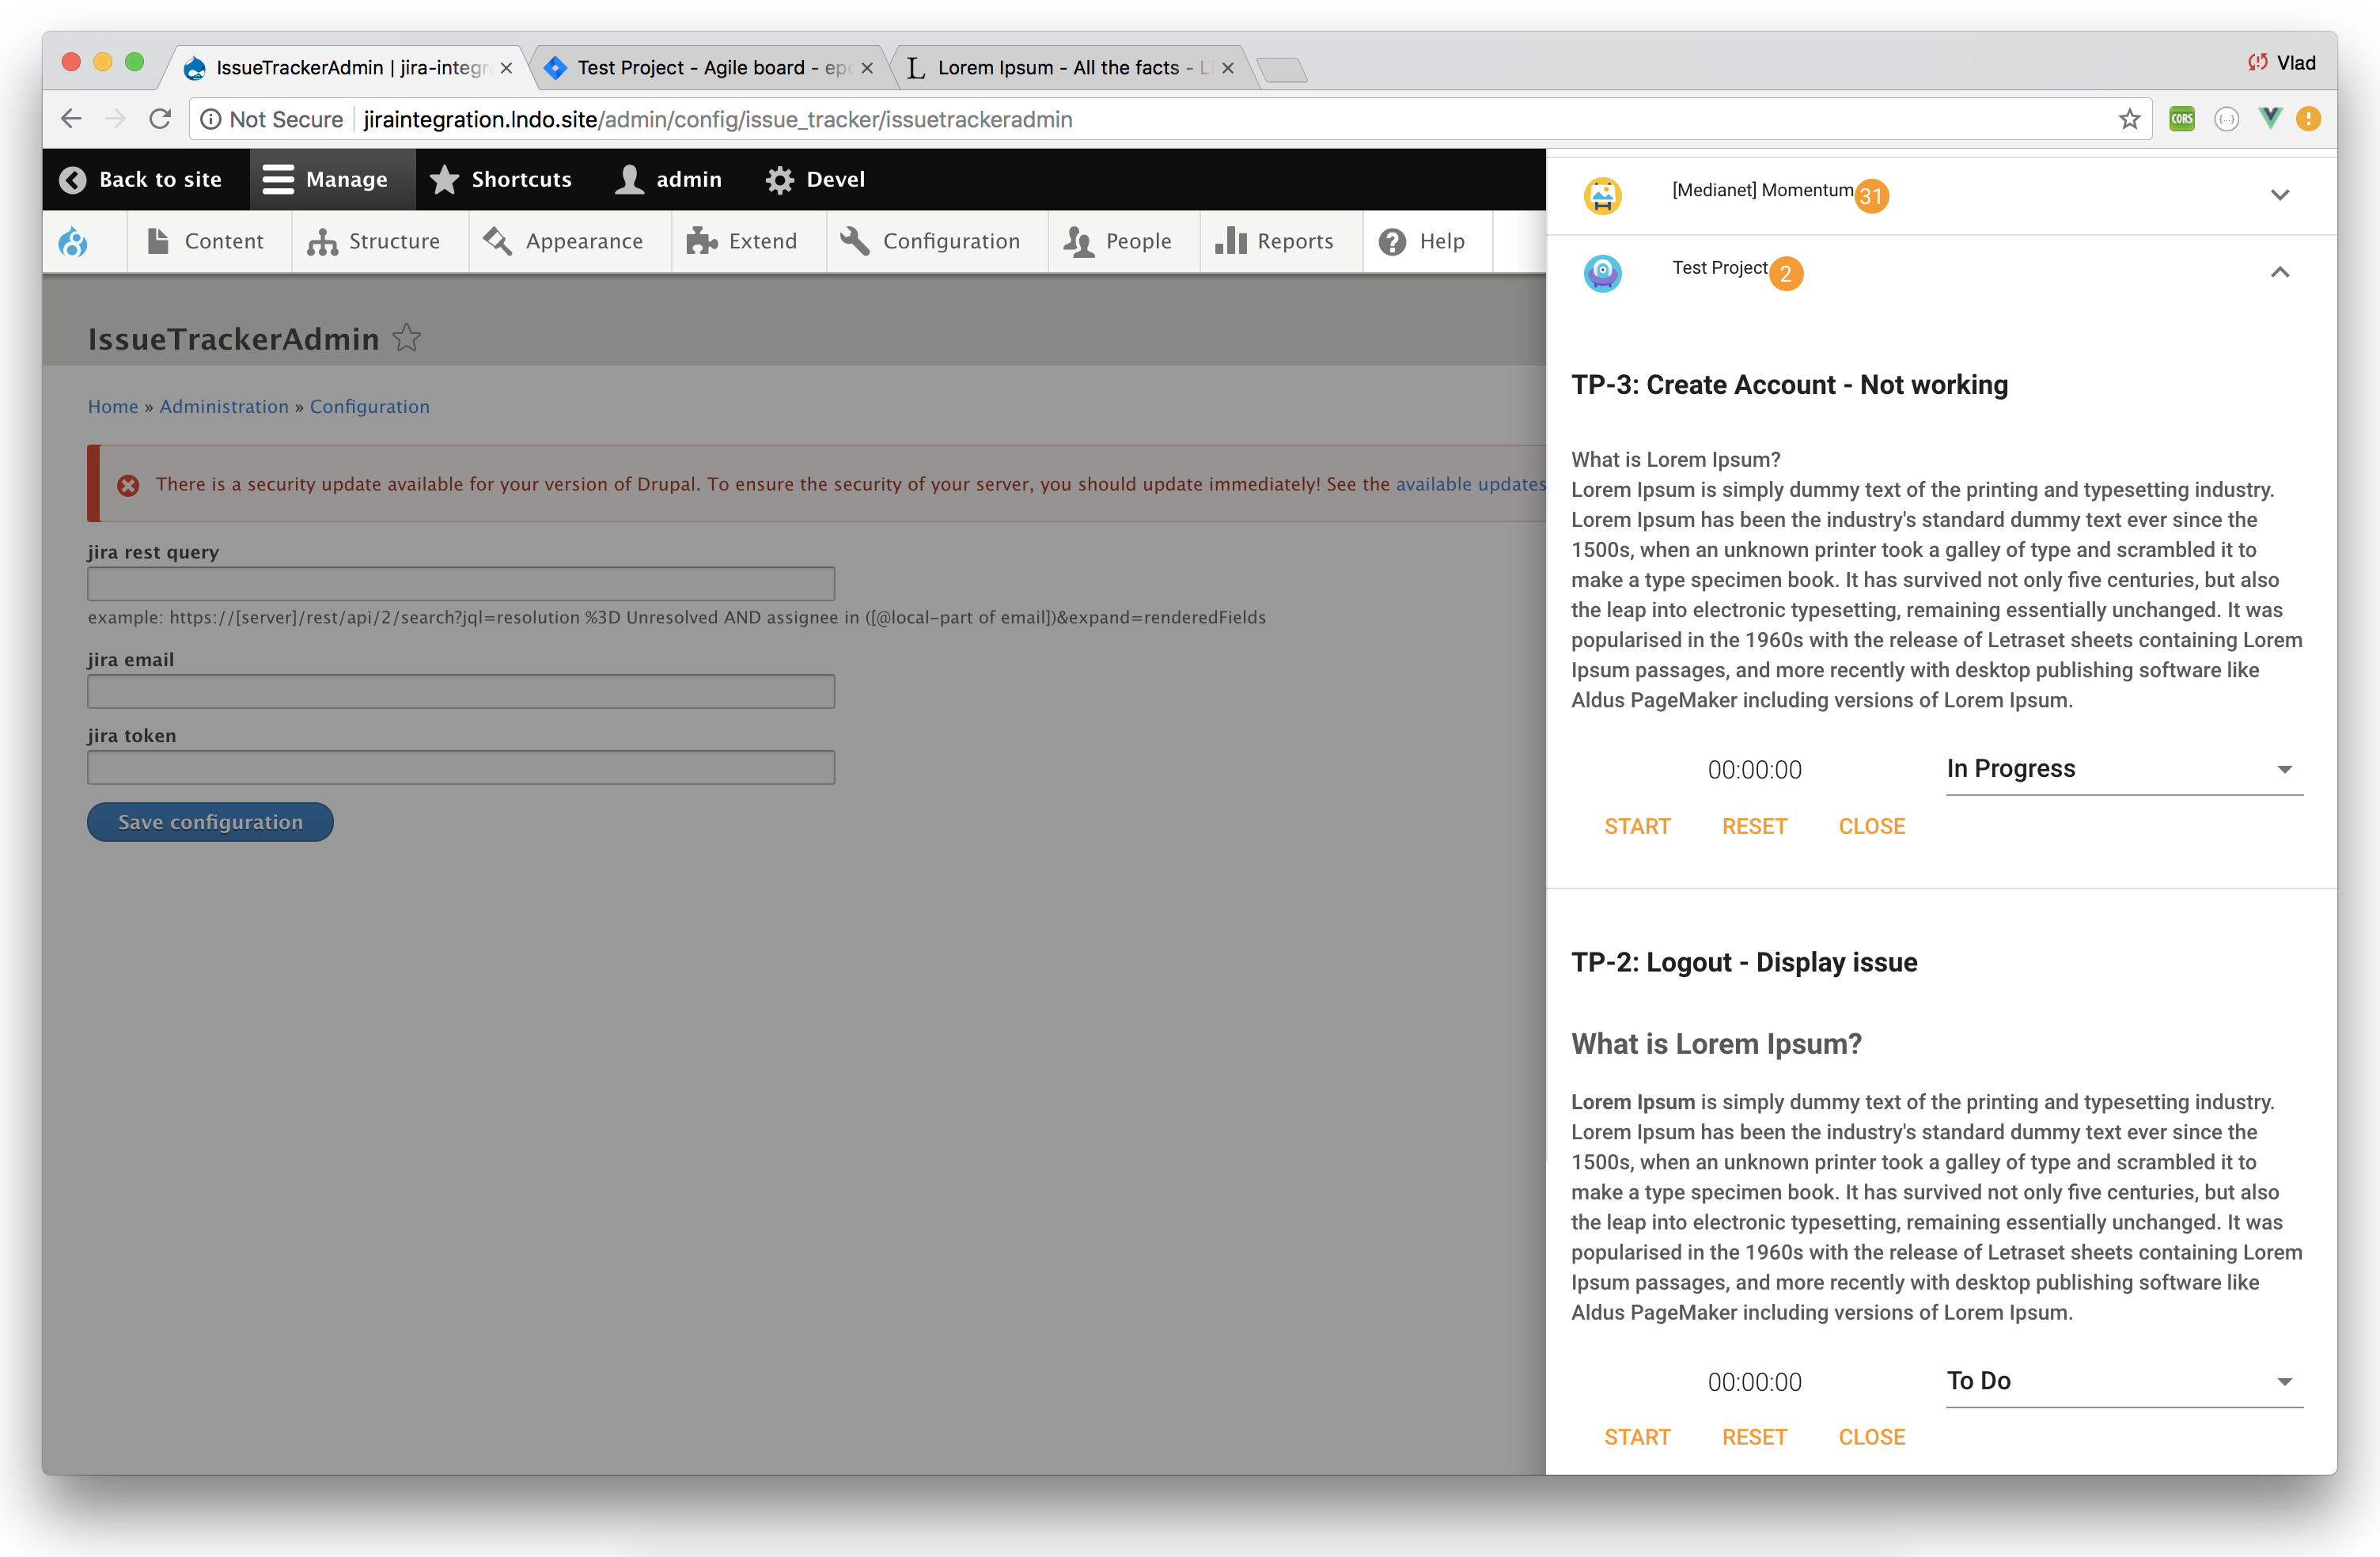 IssueTrackerAdmin | jira-integr
Test Project - Agile board - epo
Lorem Ipsum - All the facts - Li
Vlad
Not Secure
jiraintegration.lndo.site/admin/config/issue_tracker/issuetrackeradmin
CORS
Back to site
Manage
Shortcuts
admin
Devel
Content
Structure
Appearance
Extend
Configuration
People
Reports
Help
IssueTrackerAdmin
Home » Administration » Configuration
There is a security update available for your version of Drupal. To ensure the security of your server, you should update immediately! See the available updates
jira rest query
example: https://[server]/rest/api/2/search?jql=resolution %3D Unresolved AND assignee in ([@local-part of email])&expand=renderedFields
jira email
jira token
Save configuration
[Medianet] Momentum 31
Test Project 2
TP-3: Create Account - Not working
What is Lorem Ipsum?
Lorem Ipsum is simply dummy text of the printing and typesetting industry.
Lorem Ipsum has been the industry's standard dummy text ever since the
1500s, when an unknown printer took a galley of type and scrambled it to
make a type specimen book. It has survived not only five centuries, but also
the leap into electronic typesetting, remaining essentially unchanged. It was
popularised in the 1960s with the release of Letraset sheets containing Lorem
Ipsum passages, and more recently with desktop publishing software like
Aldus PageMaker including versions of Lorem Ipsum.
00:00:00
In Progress
START
RESET
CLOSE
TP-2: Logout - Display issue
What is Lorem Ipsum?
Lorem Ipsum is simply dummy text of the printing and typesetting industry.
Lorem Ipsum has been the industry's standard dummy text ever since the
1500s, when an unknown printer took a galley of type and scrambled it to
make a type specimen book. It has survived not only five centuries, but also
the leap into electronic typesetting, remaining essentially unchanged. It was
popularised in the 1960s with the release of Letraset sheets containing Lorem
Ipsum passages, and more recently with desktop publishing software like
Aldus PageMaker including versions of Lorem Ipsum.
00:00:00
To Do
START
RESET
CLOSE